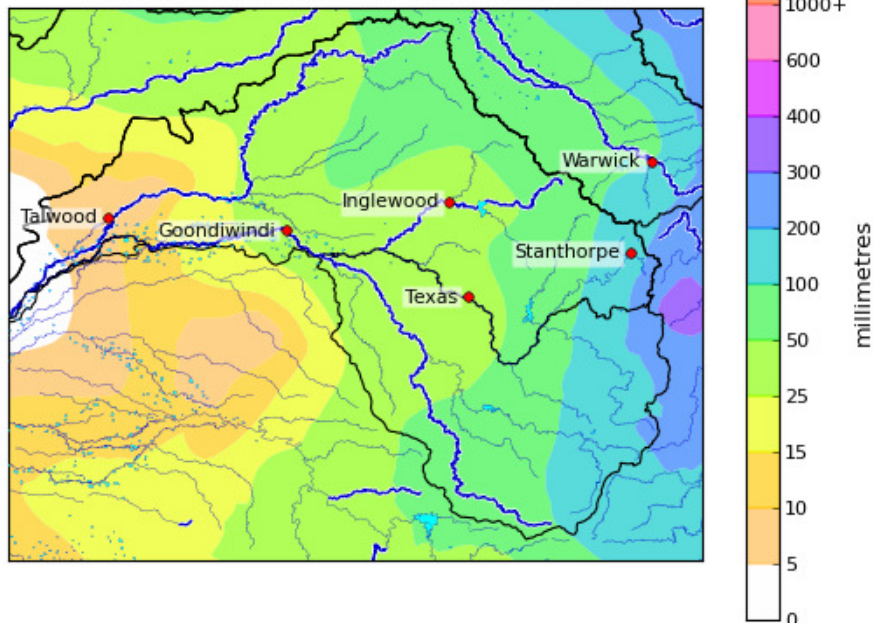 1000+
600
400
Warwick
300
Inglewood
Talwood
Goondiwindi
200
Stanthorpe
millimetres
100
Texas
50
25
15
10
5
0